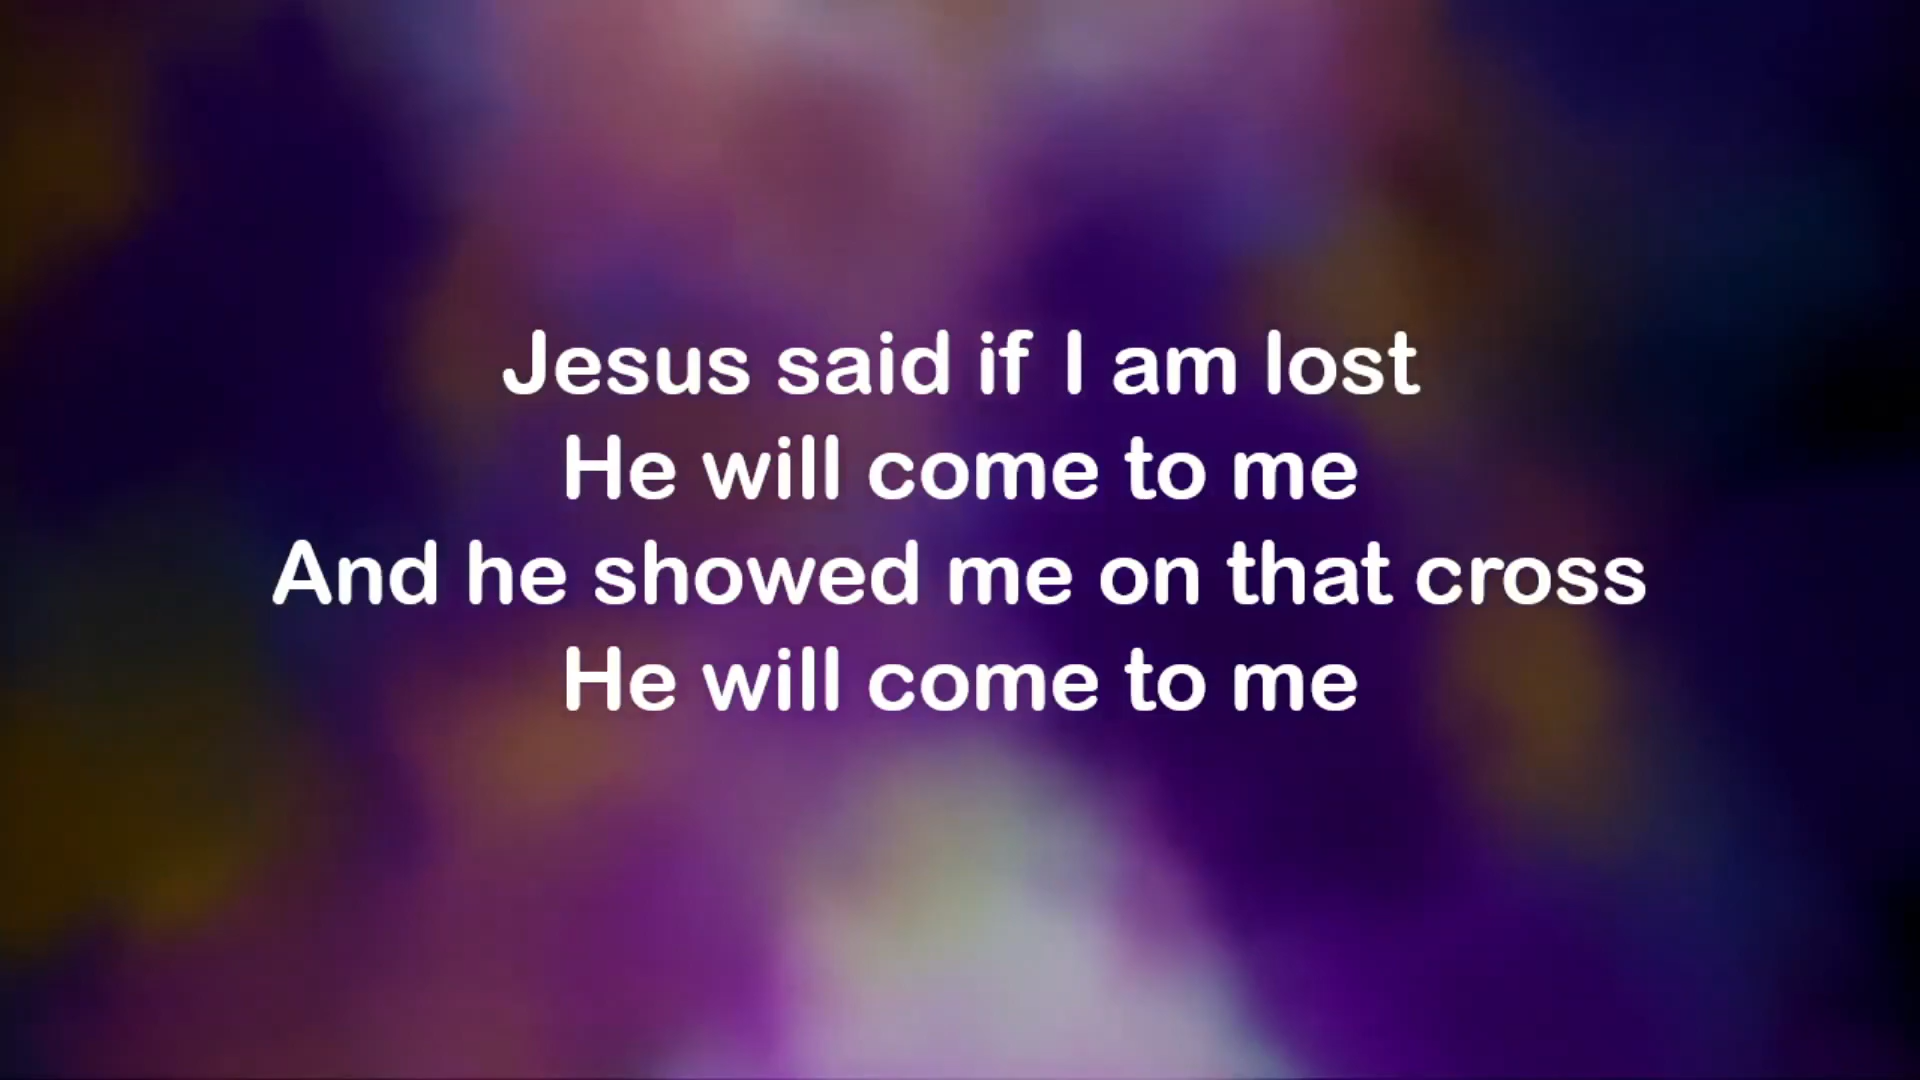 Jesus said if I am lost
He will come to me
And he showed me on that cross
He will come to me